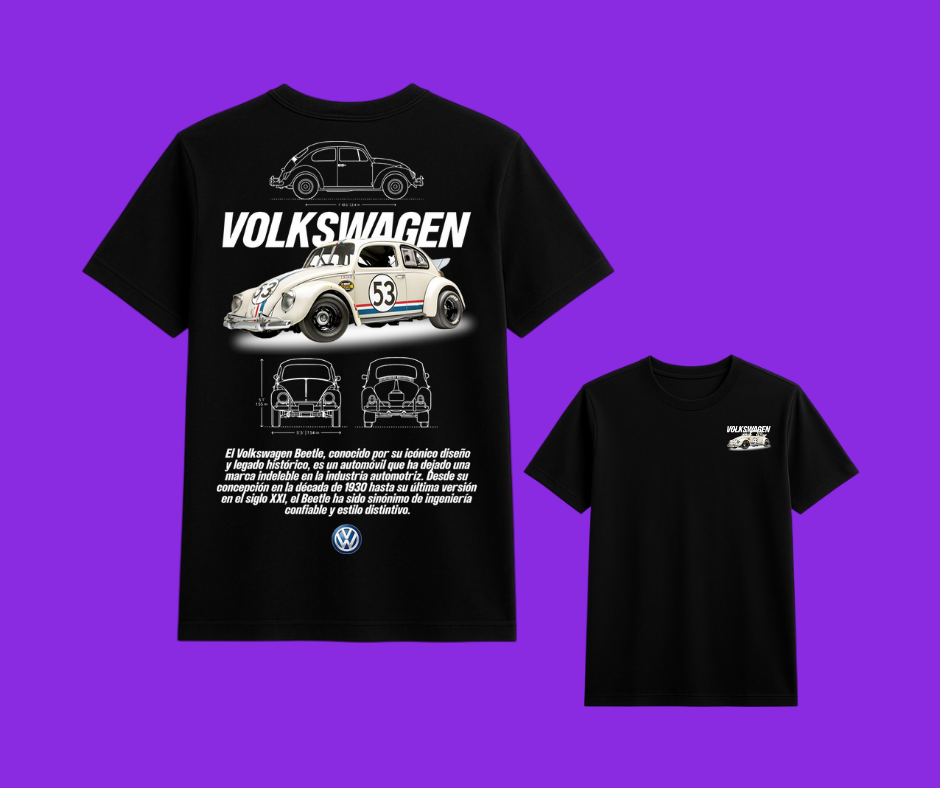 VOLKSWAGEN
53
53
El Volkswagen Beetle, conocido por su icónico diseño
y legado histórico, es un automóvil que ha dejado una
marca indeleble en la industria automotriz. Desde su
concepción en la década de 1930 hasta su última versión
en el siglo XXI, el Beetle ha sido sinónimo de ingeniería
confiable y estilo distintivo.
VOLKSWAGEN
53